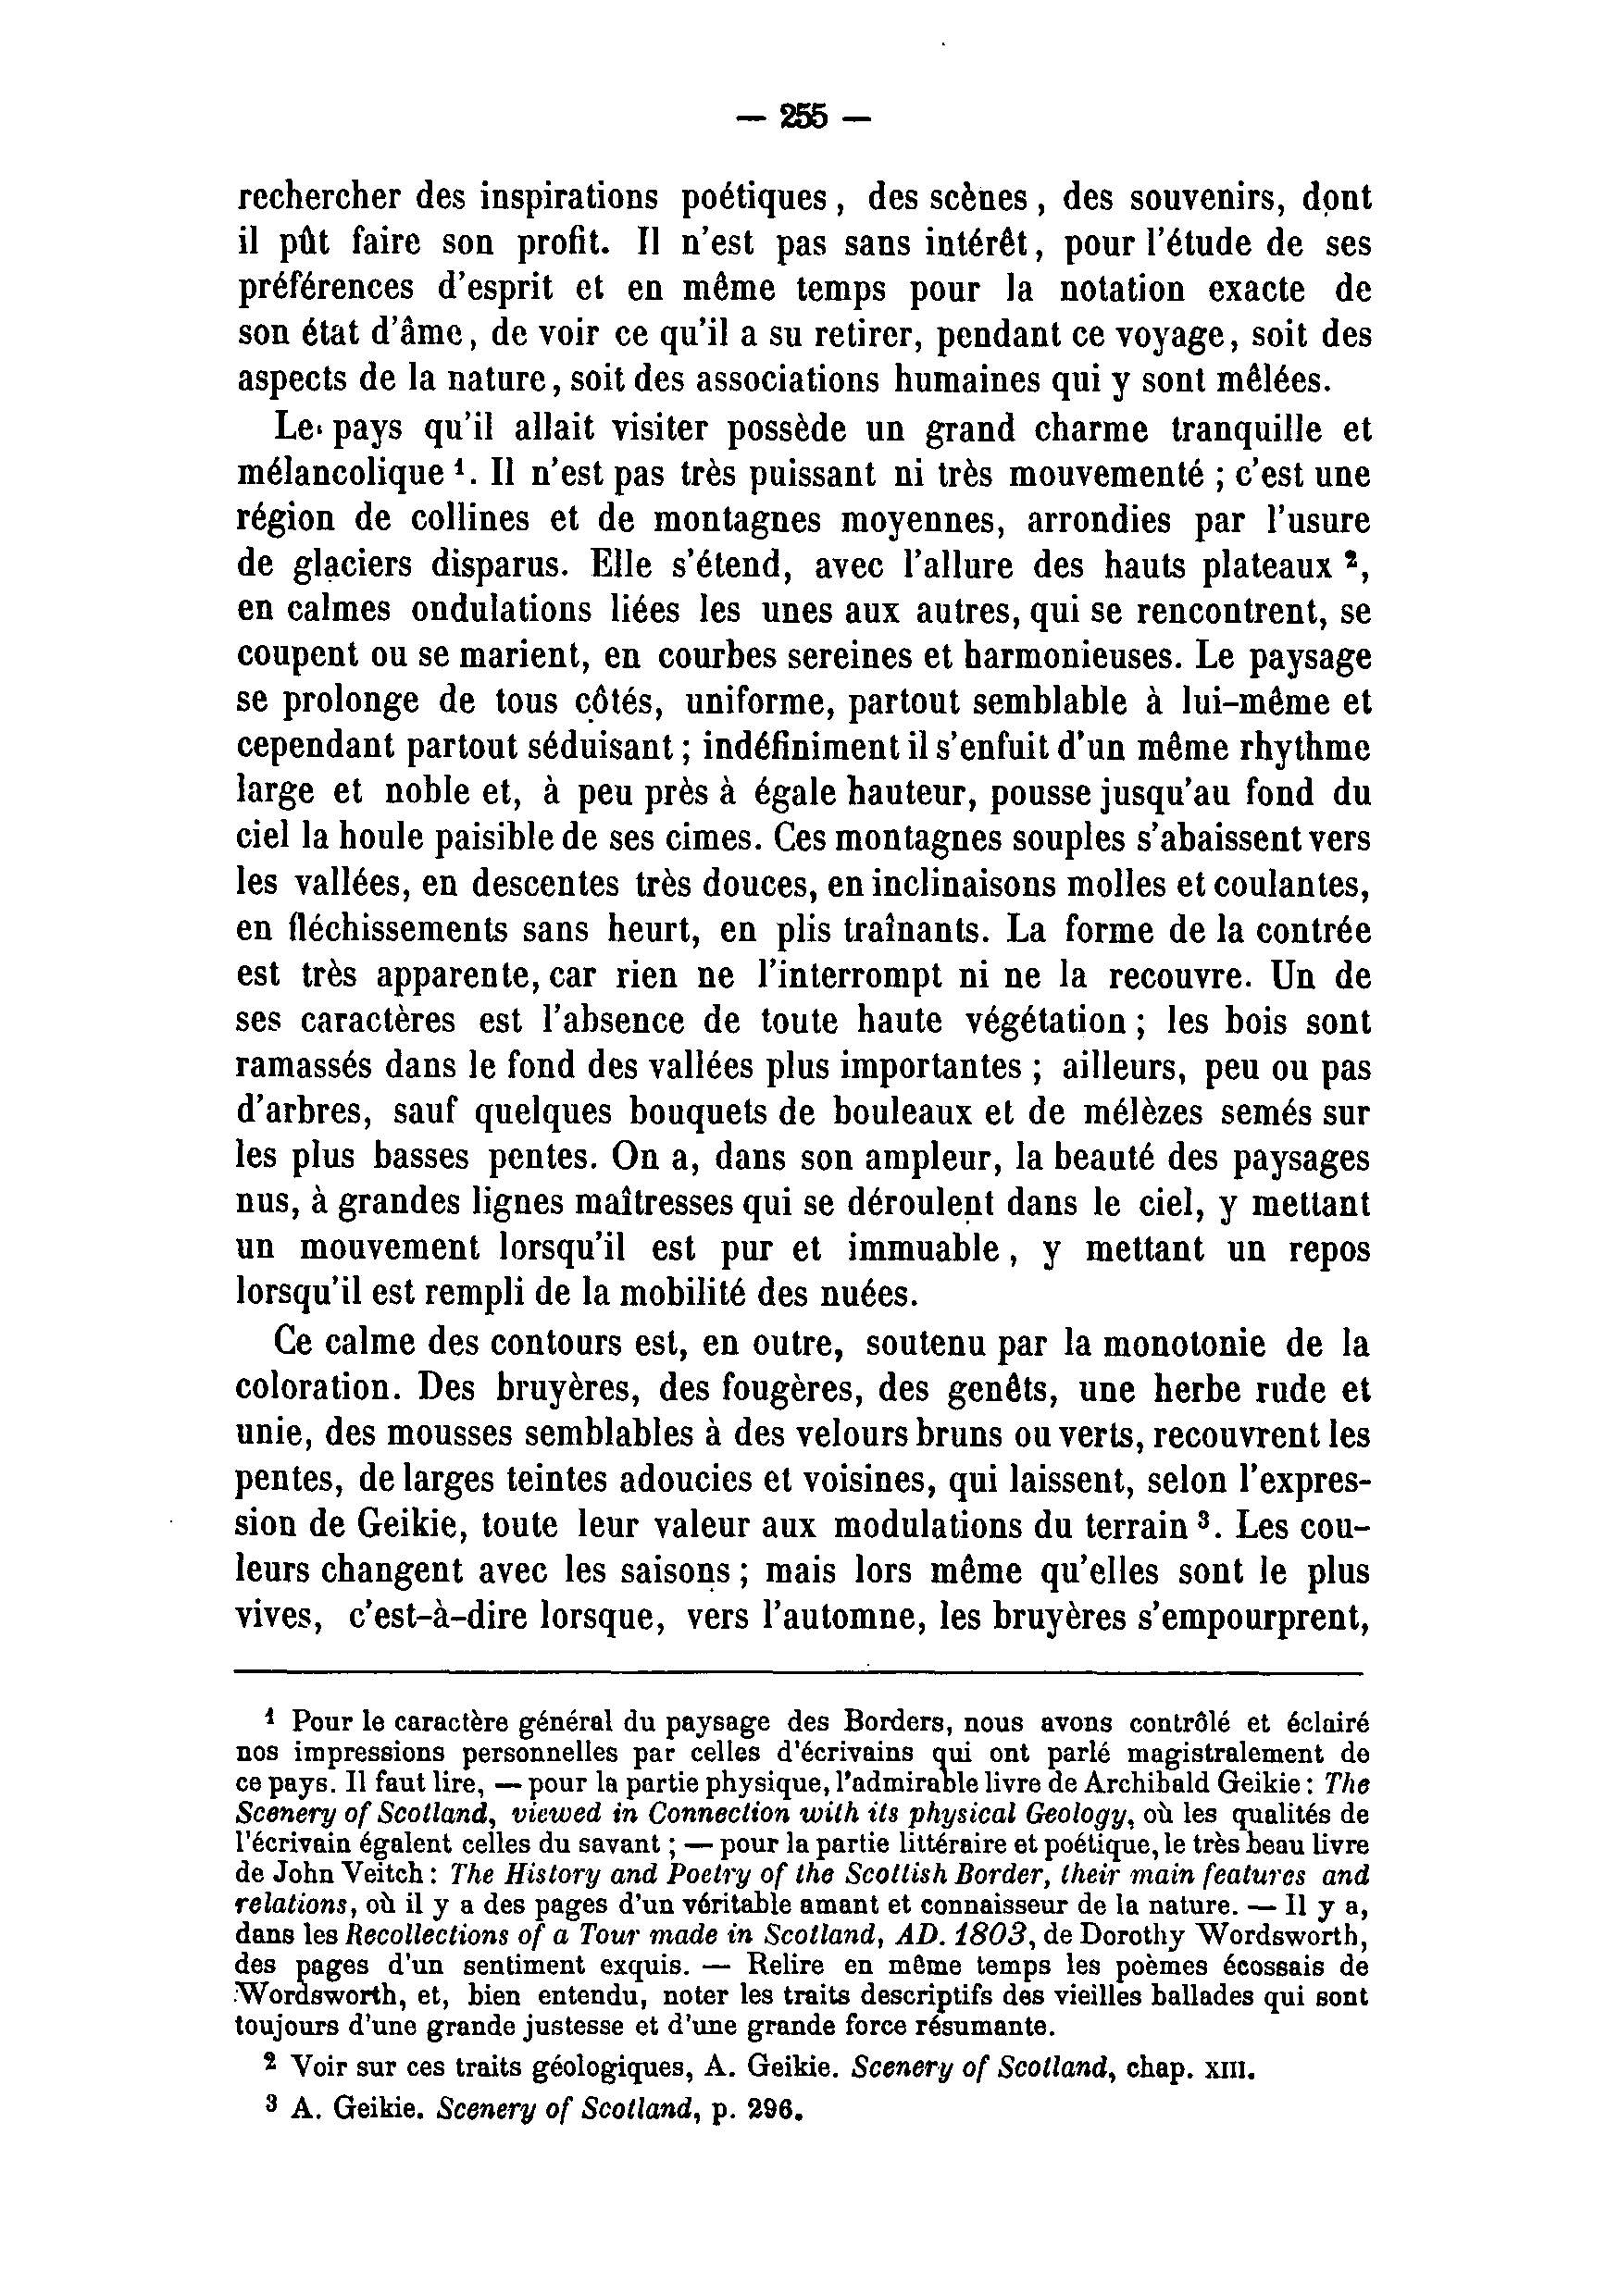 — 255 —
rechercher des inspirations poétiques, des scènes, des souvenirs, dont
il pût faire son profit. Il n'est pas sans intérêt, pour l'étude de ses
préférences d'esprit et en même temps pour la notation exacte de
son état d'âme, de voir ce qu'il a su retirer, pendant ce voyage, soit des
aspects de la nature, soit des associations humaines qui y sont mêlées.
Le pays qu'il allait visiter possède un grand charme tranquille et
mélancolique ¹. Il n'est pas très puissant ni très mouvementé ; c'est une
région de collines et de montagnes moyennes, arrondies par l'usure
de glaciers disparus. Elle s'étend, avec l'allure des hauts plateaux ²,
en calmes ondulations liées les unes aux autres, qui se rencontrent, se
coupent ou se marient, en courbes sereines et harmonieuses. Le paysage
se prolonge de tous côtés, uniforme, partout semblable à lui-même et
cependant partout séduisant ; indéfiniment il s'enfuit d'un même rhythme
large et noble et, à peu près à égale hauteur, pousse jusqu'au fond du
ciel la houle paisible de ses cimes. Ces montagnes souples s'abaissent vers
les vallées, en descentes très douces, en inclinaisons molles et coulantes,
en fléchissements sans heurt, en plis traînants. La forme de la contrée
est très apparente, car rien ne l'interrompt ni ne la recouvre. Un de
ses caractères est l'absence de toute haute végétation ; les bois sont
ramassés dans le fond des vallées plus importantes ; ailleurs, peu ou pas
d'arbres, sauf quelques bouquets de bouleaux et de mélèzes semés sur
les plus basses pentes. On a, dans son ampleur, la beauté des paysages
nus, à grandes lignes maîtresses qui se déroulent dans le ciel, y mettant
un mouvement lorsqu'il est pur et immuable, y mettant un repos
lorsqu'il est rempli de la mobilité des nuées.
Ce calme des contours est, en outre, soutenu par la monotonie de la
coloration. Des bruyères, des fougères, des genêts, une herbe rude et
unie, des mousses semblables à des velours bruns ou verts, recouvrent les
pentes, de larges teintes adoucies et voisines, qui laissent, selon l'expres-
sion de Geikie, toute leur valeur aux modulations du terrain ³. Les cou-
leurs changent avec les saisons ; mais lors même qu'elles sont le plus
vives, c'est-à-dire lorsque, vers l'automne, les bruyères s'empourprent,
¹ Pour le caractère général du paysage des Borders, nous avons contrôlé et éclairé
nos impressions personnelles par celles d'écrivains qui ont parlé magistralement de
ce pays. Il faut lire, — pour la partie physique, l'admirable livre de Archibald Geikie : The
Scenery of Scotland, viewed in Connection with its physical Geology, où les qualités de
l'écrivain égalent celles du savant ; — pour la partie littéraire et poétique, le très beau livre
de John Veitch : The History and Poetry of the Scottish Border, their main features and
relations, où il y a des pages d'un véritable amant et connaisseur de la nature. — Il y a,
dans les Recollections of a Tour made in Scotland, AD. 1803, de Dorothy Wordsworth,
des pages d'un sentiment exquis. — Relire en même temps les poèmes écossais de
Wordsworth, et, bien entendu, noter les traits descriptifs des vieilles ballades qui sont
toujours d'une grande justesse et d'une grande force résumante.
² Voir sur ces traits géologiques, A. Geikie. Scenery of Scotland, chap. XIII.
³ A. Geikie. Scenery of Scotland, p. 296.